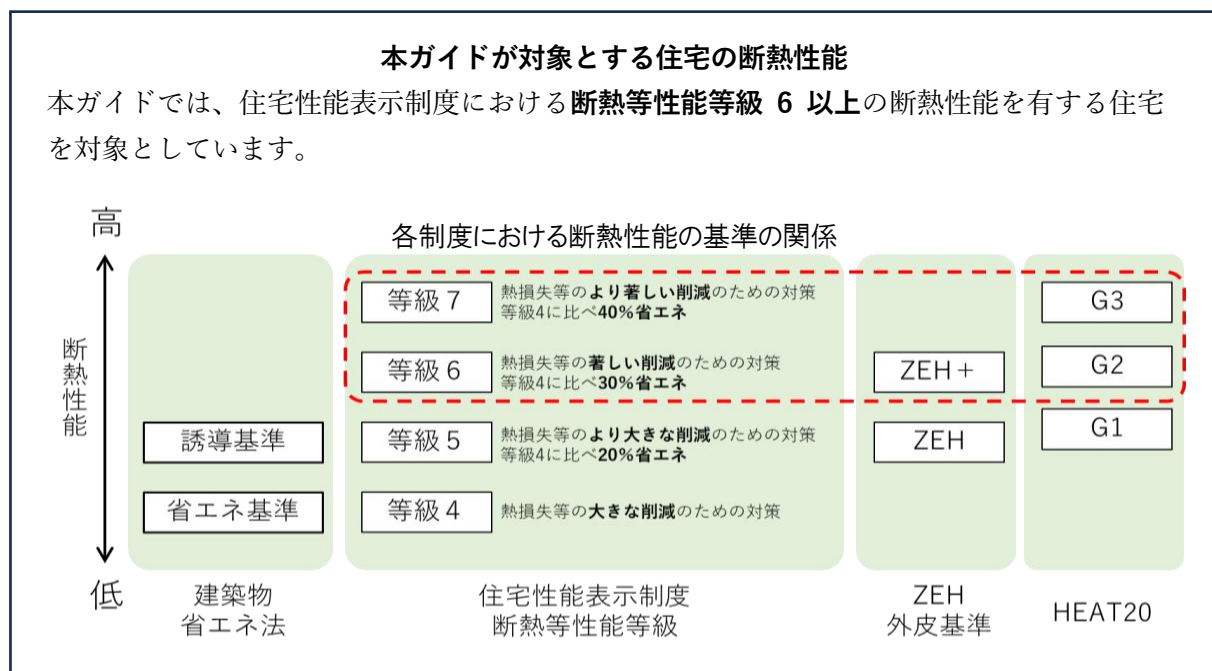 本ガイドが対象とする住宅の断熱性能
本ガイドでは、住宅性能表示制度における断熱等性能等級 6 以上の断熱性能を有する住宅
を対象としています。
各制度における断熱性能の基準の関係
高
断熱性能
低
誘導基準
省エネ基準
建築物
省エネ法
等級7
熱損失等のより著しい削減のための対策
等級4に比べ40%省エネ
等級6
熱損失等の著しい削減のための対策
等級4に比べ30%省エネ
等級5
熱損失等のより大きな削減のための対策
等級4に比べ20%省エネ
等級4
熱損失等の大きな削減のための対策
住宅性能表示制度
断熱等性能等級
ZEH+
ZEH
ZEH
外皮基準
G3
G2
G1
HEAT20